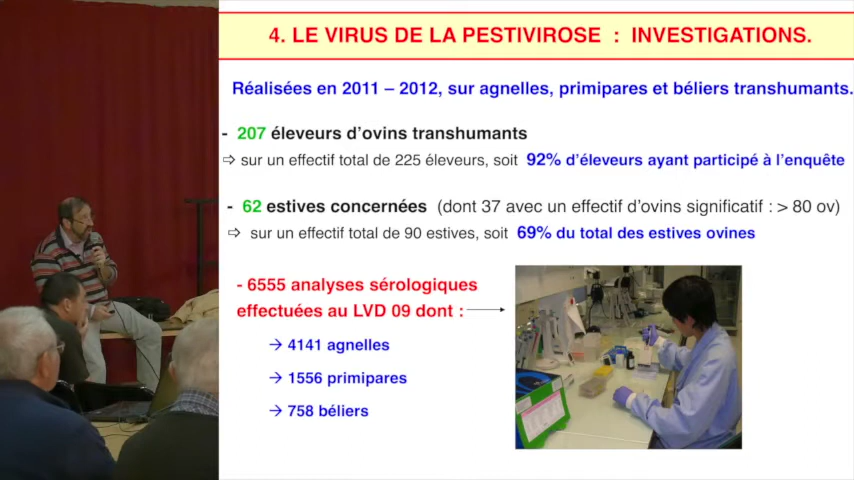 4. LE VIRUS DE LA PESTIVIROSE : INVESTIGATIONS.
Réalisées en 2011 – 2012, sur agnelles, primipares et béliers transhumants.
- 207 éleveurs d'ovins transhumants
⇨ sur un effectif total de 225 éleveurs, soit 92% d'éleveurs ayant participé à l'enquête
- 62 estives concernées (dont 37 avec un effectif d'ovins significatif : > 80 ov)
⇨ sur un effectif total de 90 estives, soit 69% du total des estives ovines
- 6555 analyses sérologiques
effectuées au LVD 09 dont :
→ 4141 agnelles
→ 1556 primipares
→ 758 béliers